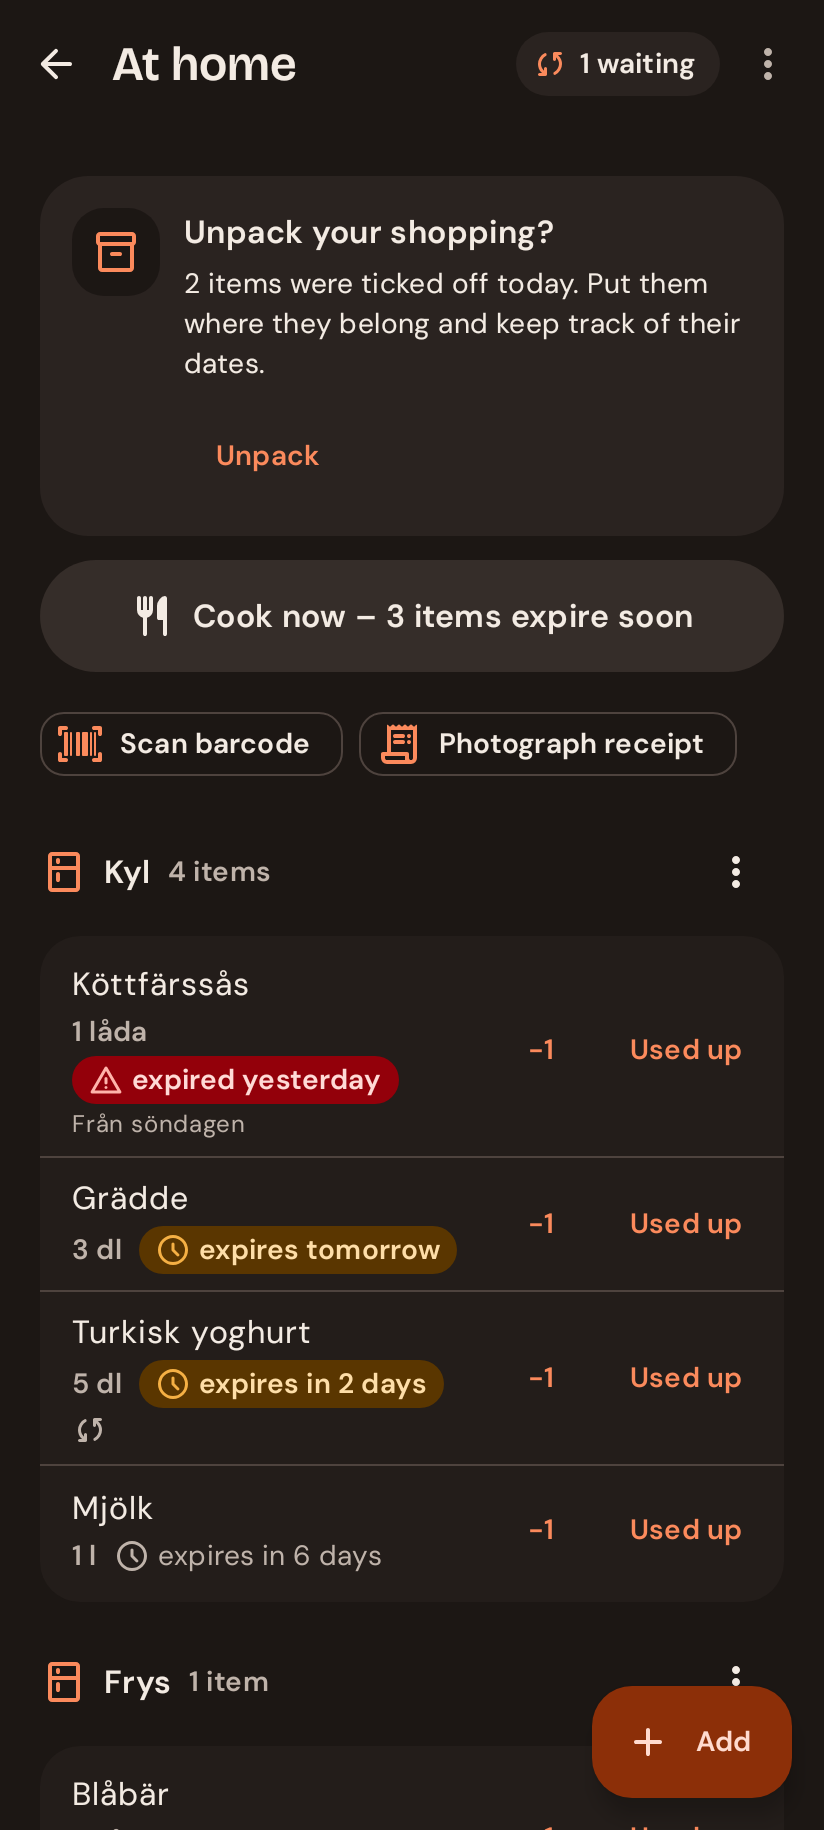 At home
1 waiting
Unpack your shopping?
2 items were ticked off today. Put them
where they belong and keep track of their
dates.
Unpack
Cook now – 3 items expire soon
Scan barcode
Photograph receipt
Kyl 4 items
Köttfärssås
1 låda
expired yesterday
Från söndagen
−1
Used up
Grädde
3 dl expires tomorrow
−1
Used up
Turkisk yoghurt
5 dl expires in 2 days
−1
Used up
Mjölk
1 l expires in 6 days
−1
Used up
Frys 1 item
Add
Blåbär